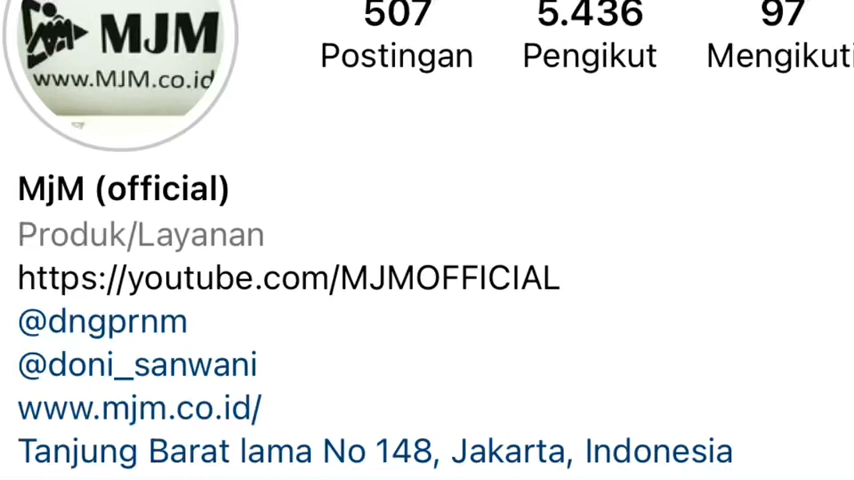 MJM
www.MJM.co.id
507 5.436 97
Postingan Pengikut Mengikuti
MjM (official)
Produk/Layanan
https://youtube.com/MJMOFFICIAL
@dngprnm
@doni_sanwani
www.mjm.co.id/
Tanjung Barat lama No 148, Jakarta, Indonesia